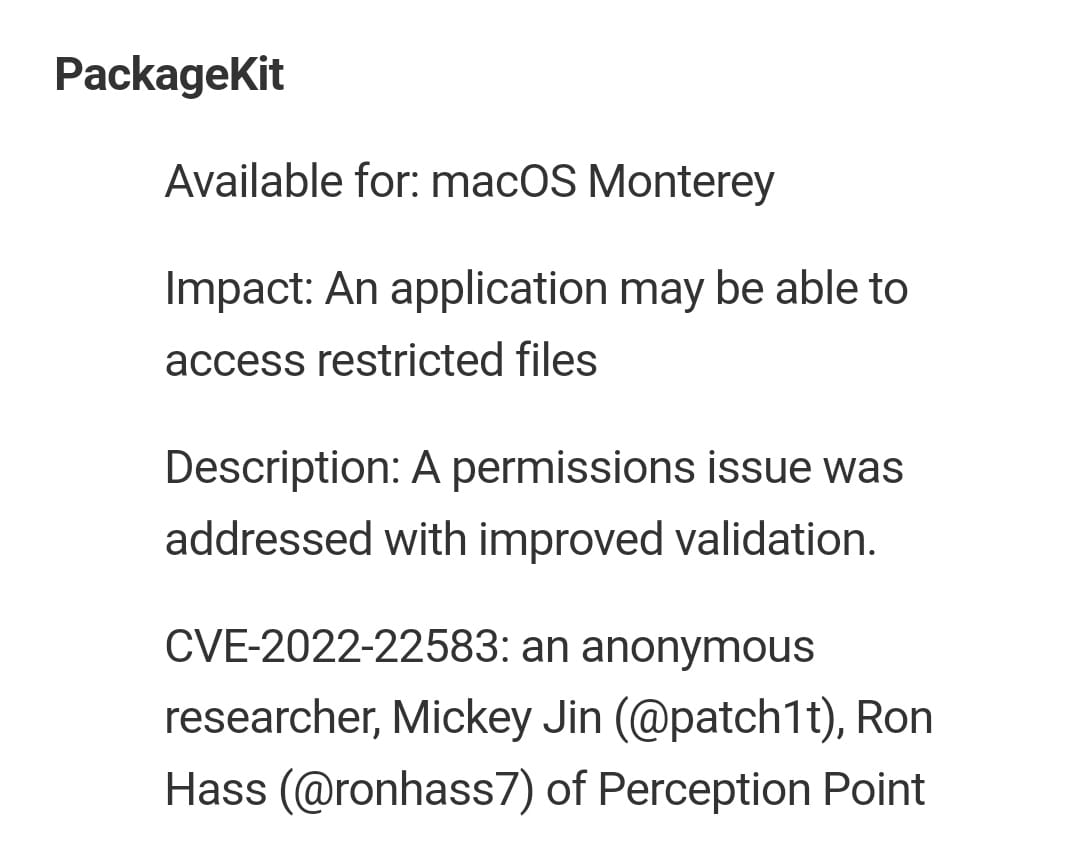 PackageKit
Available for: macOS Monterey
Impact: An application may be able to
access restricted files
Description: A permissions issue was
addressed with improved validation.
CVE-2022-22583: an anonymous
researcher, Mickey Jin (@patch1t), Ron
Hass (@ronhass7) of Perception Point